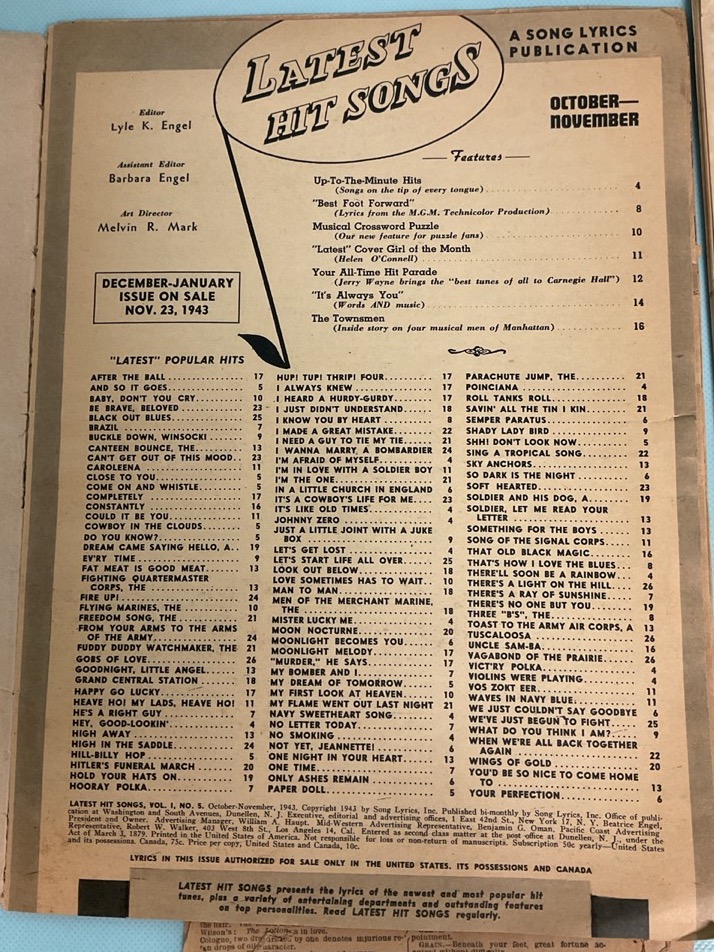 LATEST
HIT SONGS
A SONG LYRICS
PUBLICATION
OCTOBER—
NOVEMBER
Editor
Lyle K. Engel
Assistant Editor
Barbara Engel
Art Director
Melvin R. Mark
DECEMBER-JANUARY
ISSUE ON SALE
NOV. 23, 1943
Features
Up-To-The-Minute Hits
(Songs on the tip of every tongue) 4
"Best Foot Forward"
(Lyrics from the M.G.M. Technicolor Production) 8
Musical Crossword Puzzle
(Our new feature for puzzle fans) 10
"Latest" Cover Girl of the Month
(Helen O'Connell) 11
Your All-Time Hit Parade
(Jerry Wayne brings the "best tunes of all to Carnegie Hall") 12
"It's Always You"
(Words AND music) 14
The Townsmen
(Inside story on four musical men of Manhattan) 16
"LATEST" POPULAR HITS
AFTER THE BALL 17
AND SO IT GOES 5
BABY, DON'T YOU CRY 10
BE BRAVE, BELOVED 23
BLACK OUT BLUES 25
BRAZIL 7
BUCKLE DOWN, WINSOCKI 9
CANTEEN BOUNCE, THE 13
CAN'T GET OUT OF THIS MOOD 23
CAROLEENA 11
CLOSE TO YOU 5
COME ON AND WHISTLE 5
COMPLETELY 17
CONSTANTLY 16
COULD IT BE YOU 11
COWBOY IN THE CLOUDS 5
DO YOU KNOW? 5
DREAM CAME SAYING HELLO, A 19
EV'RY TIME 9
FAT MEAT IS GOOD MEAT 13
FIGHTING QUARTERMASTER
CORPS, THE 13
FIRE UP! 24
FLYING MARINES, THE 10
FREEDOM SONG, THE 21
FROM YOUR ARMS TO THE ARMS
OF THE ARMY 24
FUDDY DUDDY WATCHMAKER, THE 21
GOBS OF LOVE 26
GOODNIGHT, LITTLE ANGEL 13
GRAND CENTRAL STATION 18
HAPPY GO LUCKY 17
HEAVE HO! MY LADS, HEAVE HO! 11
HE'S A RIGHT GUY 7
HEY, GOOD-LOOKIN' 4
HIGH AWAY 13
HIGH IN THE SADDLE 24
HILL-BILLY HOP 5
HITLER'S FUNERAL MARCH 20
HOLD YOUR HATS ON 19
HOORAY POLKA 7
HUP! TUP! THRIP! FOUR 17
I ALWAYS KNEW 17
I HEARD A HURDY-GURDY 17
I JUST DIDN'T UNDERSTAND 18
I KNOW YOU BY HEART 8
I MADE A GREAT MISTAKE 22
I NEED A GUY TO TIE MY TIE 21
I WANNA MARRY A BOMBARDIER 24
I'M AFRAID OF MYSELF 4
I'M IN LOVE WITH A SOLDIER BOY 11
I'M THE ONE 21
IN A LITTLE CHURCH IN ENGLAND 6
IT'S A COWBOY'S LIFE FOR ME 23
IT'S LIKE OLD TIMES 4
JOHNNY ZERO 4
JUST A LITTLE JOINT WITH A JUKE
BOX 9
LET'S GET LOST 4
LET'S START LIFE ALL OVER 25
LOOK OUT BELOW 18
LOVE SOMETIMES HAS TO WAIT 10
MAN TO MAN 18
MEN OF THE MERCHANT MARINE,
THE 18
MISTER LUCKY ME 4
MOON NOCTURNE 20
MOONLIGHT BECOMES YOU 6
MOONLIGHT MELODY 5
"MURDER," HE SAYS 17
MY BOMBER AND I 7
MY DREAM OF TOMORROW 5
MY FIRST LOOK AT HEAVEN 10
MY FLAME WENT OUT LAST NIGHT 21
NAVY SWEETHEART SONG 4
NO LETTER TODAY 7
NO SMOKING 4
NOT YET, JEANNETTE! 6
ONE NIGHT IN YOUR HEART 13
ONE TIME 7
ONLY ASHES REMAIN 6
PAPER DOLL 5
PARACHUTE JUMP, THE 21
POINCIANA 4
ROLL TANKS ROLL 18
SAVIN' ALL THE TIN I KIN 21
SEMPER PARATUS 6
SHADY LADY BIRD 9
SHH! DON'T LOOK NOW 5
SING A TROPICAL SONG 22
SKY ANCHORS 13
SO DARK IS THE NIGHT 6
SOFT HEARTED 23
SOLDIER AND HIS DOG, A 19
SOLDIER, LET ME READ YOUR
LETTER 13
SOMETHING FOR THE BOYS 13
SONG OF THE SIGNAL CORPS 11
THAT OLD BLACK MAGIC 16
THAT'S HOW I LOVE THE BLUES 8
THERE'LL SOON BE A RAINBOW 4
THERE'S A LIGHT ON THE HILL 26
THERE'S A RAY OF SUNSHINE 7
THERE'S NO ONE BUT YOU 19
THREE "B'S", THE 8
TOAST TO THE ARMY AIR CORPS, A 13
TUSCALOOSA 26
UNCLE SAM-BA 16
VAGABOND OF THE PRAIRIE 26
VICT'RY POLKA 4
VIOLINS WERE PLAYING 4
VOS ZOKT EER 11
WAVES IN NAVY BLUE 11
WE JUST COULDN'T SAY GOODBYE 6
WE'VE JUST BEGUN TO FIGHT 25
WHAT DO YOU THINK I AM? 9
WHEN WE'RE ALL BACK TOGETHER
AGAIN 22
WINGS OF GOLD 20
YOU'D BE SO NICE TO COME HOME
TO 13
YOUR PERFECTION 6
LATEST HIT SONGS, VOL. 1, NO. 5. October-November, 1943. Copyright 1943 by Song Lyrics, Inc. Published bi-monthly by Song Lyrics, Inc. Office of publi-
cation at Washington and South Avenues, Dunellen, N. J. Executive, editorial and advertising offices, 1 East 42nd St., New York 17, N. Y. Beatrice Engel,
President and Owner. Advertising Manager, William A. Haupt. Mid-Western Advertising Representative, Benjamin G. Oman, Pacific Coast Advertising
Representative, Robert W. Walker, 403 West 8th St., Los Angeles 14, Cal. Entered as second class matter at the post office at Dunellen, N. J., under the
Act of March 3, 1879. Printed in the United States of America. Not responsible for loss or non-return of manuscripts. Subscription 50c yearly—United States
and its possessions. Canada, 75c. Price per copy, United States and Canada, 10c.
LYRICS IN THIS ISSUE AUTHORIZED FOR SALE ONLY IN THE UNITED STATES, ITS POSSESSIONS AND CANADA
LATEST HIT SONGS presents the lyrics of the newest and most popular hit
tunes, plus a variety of entertaining departments and outstanding features
on top personalities. Read LATEST HIT SONGS regularly.
the hair.
Wilson's: The in love.
Cologne, two by one denotes injurious re-
an drops of oil
pointment.
GRAIN.—Beneath your feet, great fortune